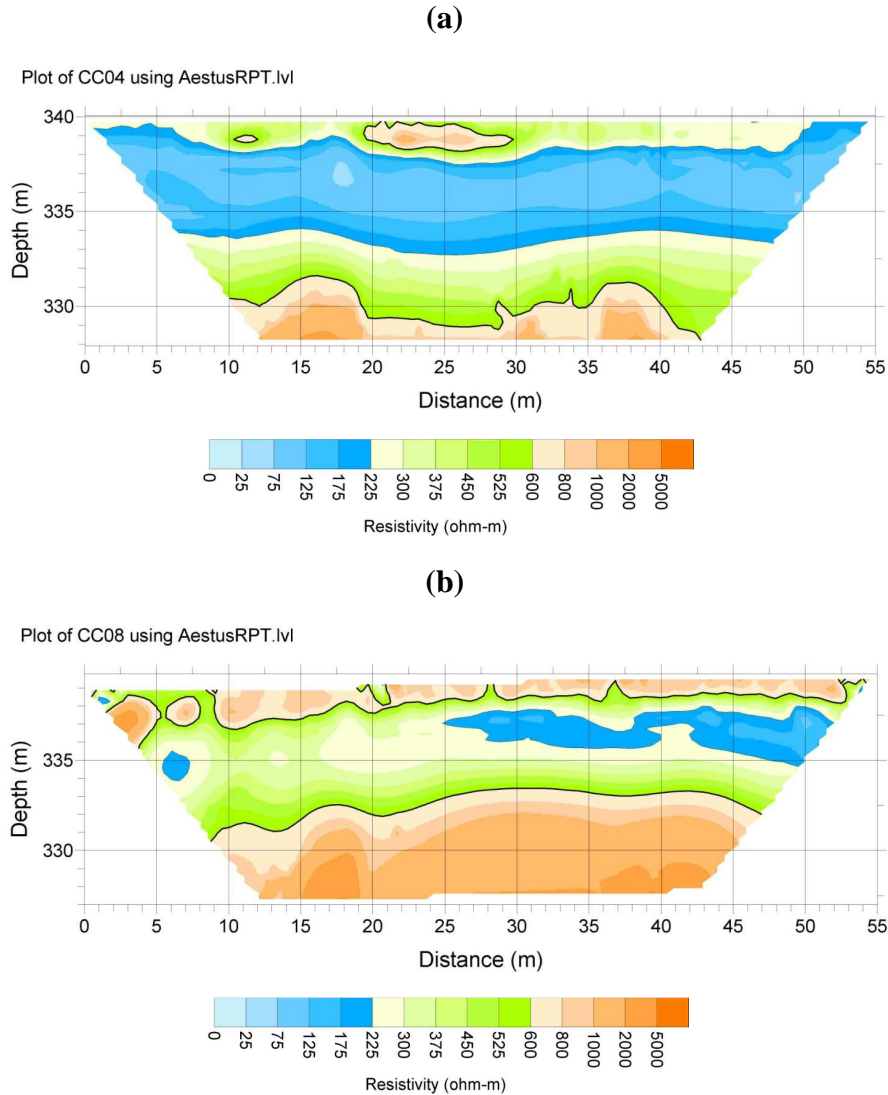 (a)
Plot of CC04 using AestusRPT.lvl
340
335
330
Depth (m)
0 5 10 15 20 25 30 35 40 45 50 55
Distance (m)
0 25 75 125 175 225 300 375 450 525 600 800 1000 2000 5000
Resistivity (ohm-m)
(b)
Plot of CC08 using AestusRPT.lvl
335
330
Depth (m)
0 5 10 15 20 25 30 35 40 45 50 55
Distance (m)
0 25 75 125 175 225 300 375 450 525 600 800 1000 2000 5000
Resistivity (ohm-m)